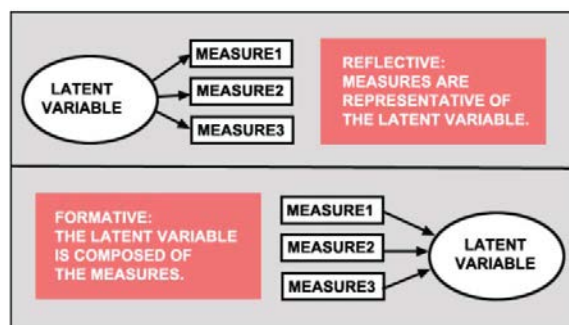 LATENT
VARIABLE
MEASURE1
MEASURE2
MEASURE3
REFLECTIVE:
MEASURES ARE
REPRESENTATIVE OF
THE LATENT VARIABLE.
FORMATIVE:
THE LATENT VARIABLE
IS COMPOSED OF
THE MEASURES.
MEASURE1
MEASURE2
MEASURE3
LATENT
VARIABLE